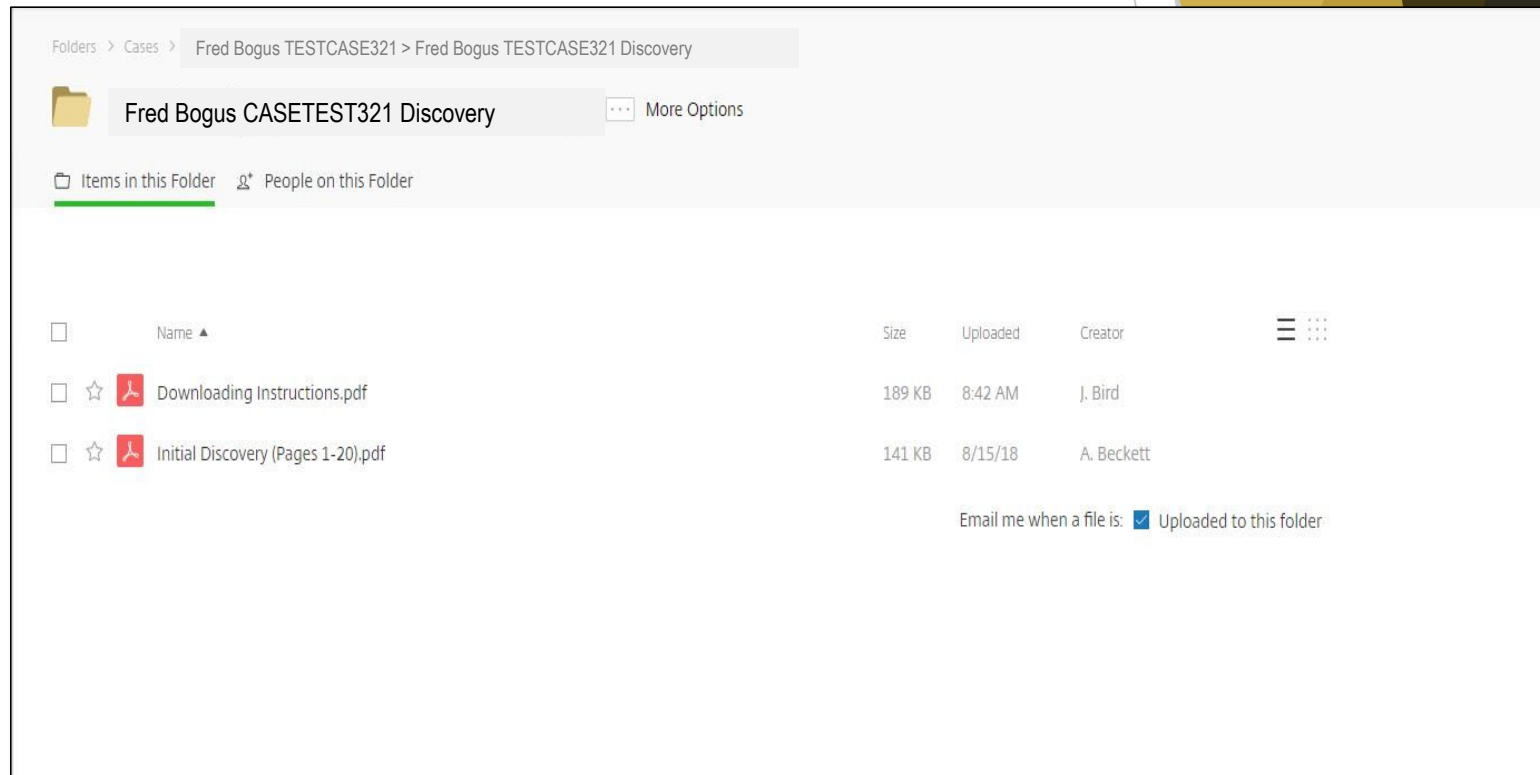 Folders > Cases > Fred Bogus TESTCASE321 > Fred Bogus TESTCASE321 Discovery
Fred Bogus CASETEST321 Discovery ··· More Options
Items in this Folder People on this Folder
Name ▲ Size Uploaded Creator
Downloading Instructions.pdf 189 KB 8:42 AM J. Bird
Initial Discovery (Pages 1-20).pdf 141 KB 8/15/18 A. Beckett
Email me when a file is: Uploaded to this folder